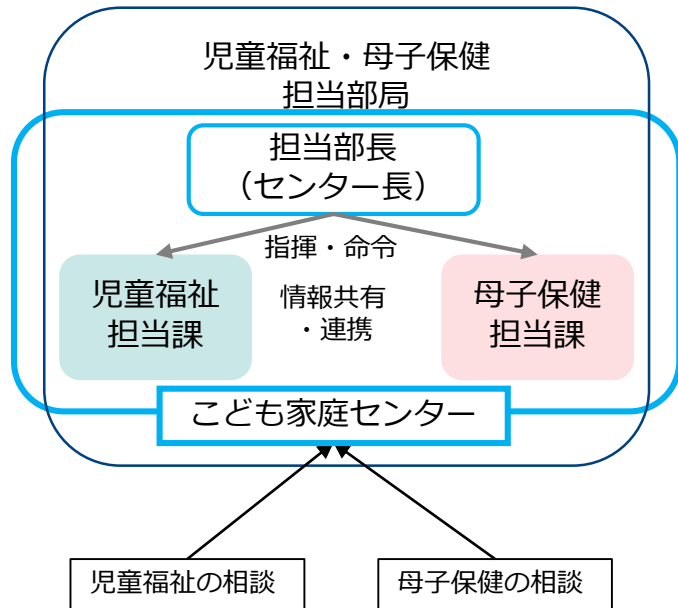 児童福祉・母子保健
担当部局
担当部長
（センター長）
指揮・命令
児童福祉
担当課
情報共有
・連携
母子保健
担当課
こども家庭センター
児童福祉の相談
母子保健の相談